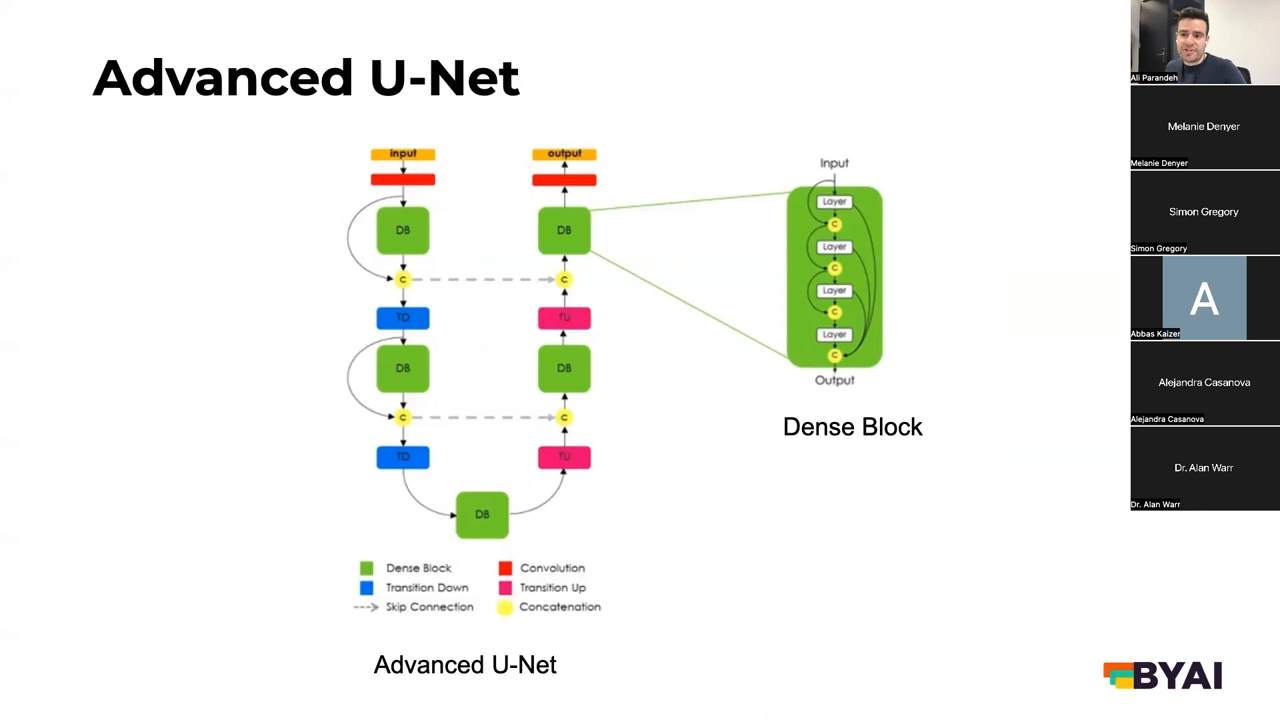 Advanced U-Net
input
output
DB
DB
C
C
TD
TU
DB
DB
C
C
TD
TU
DB
Dense Block
Convolution
Transition Down
Transition Up
Skip Connection
Concatenation
Advanced U-Net
Input
Layer
C
Layer
C
Layer
C
Layer
C
Output
Dense Block
Ali Parandeh
Melanie Denyer
Melanie Denyer
Simon Gregory
Simon Gregory
A
Abbas Kaizer
Alejandra Casanova
Alejandra Casanova
Dr. Alan Warr
Dr. Alan Warr
BYAI